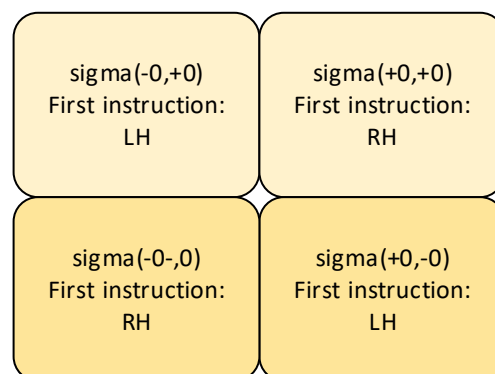 sigma(-0,+0)
First instruction:
LH
sigma(+0,+0)
First instruction:
RH
sigma(-0-,0)
First instruction:
RH
sigma(+0,-0)
First instruction:
LH